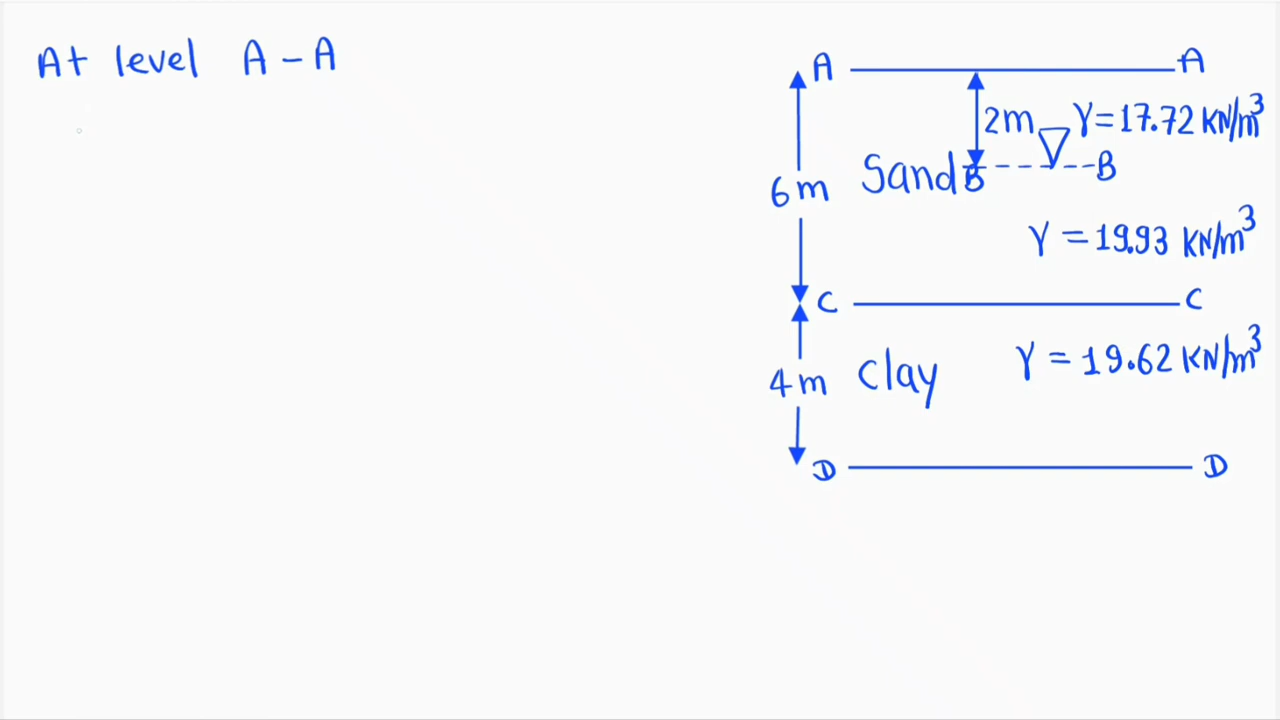 At level A - A
A A
2m γ = 17.72 KN/m³
Sand B B
6m
γ = 19.93 KN/m³
C C
4m Clay γ = 19.62 KN/m³
D D